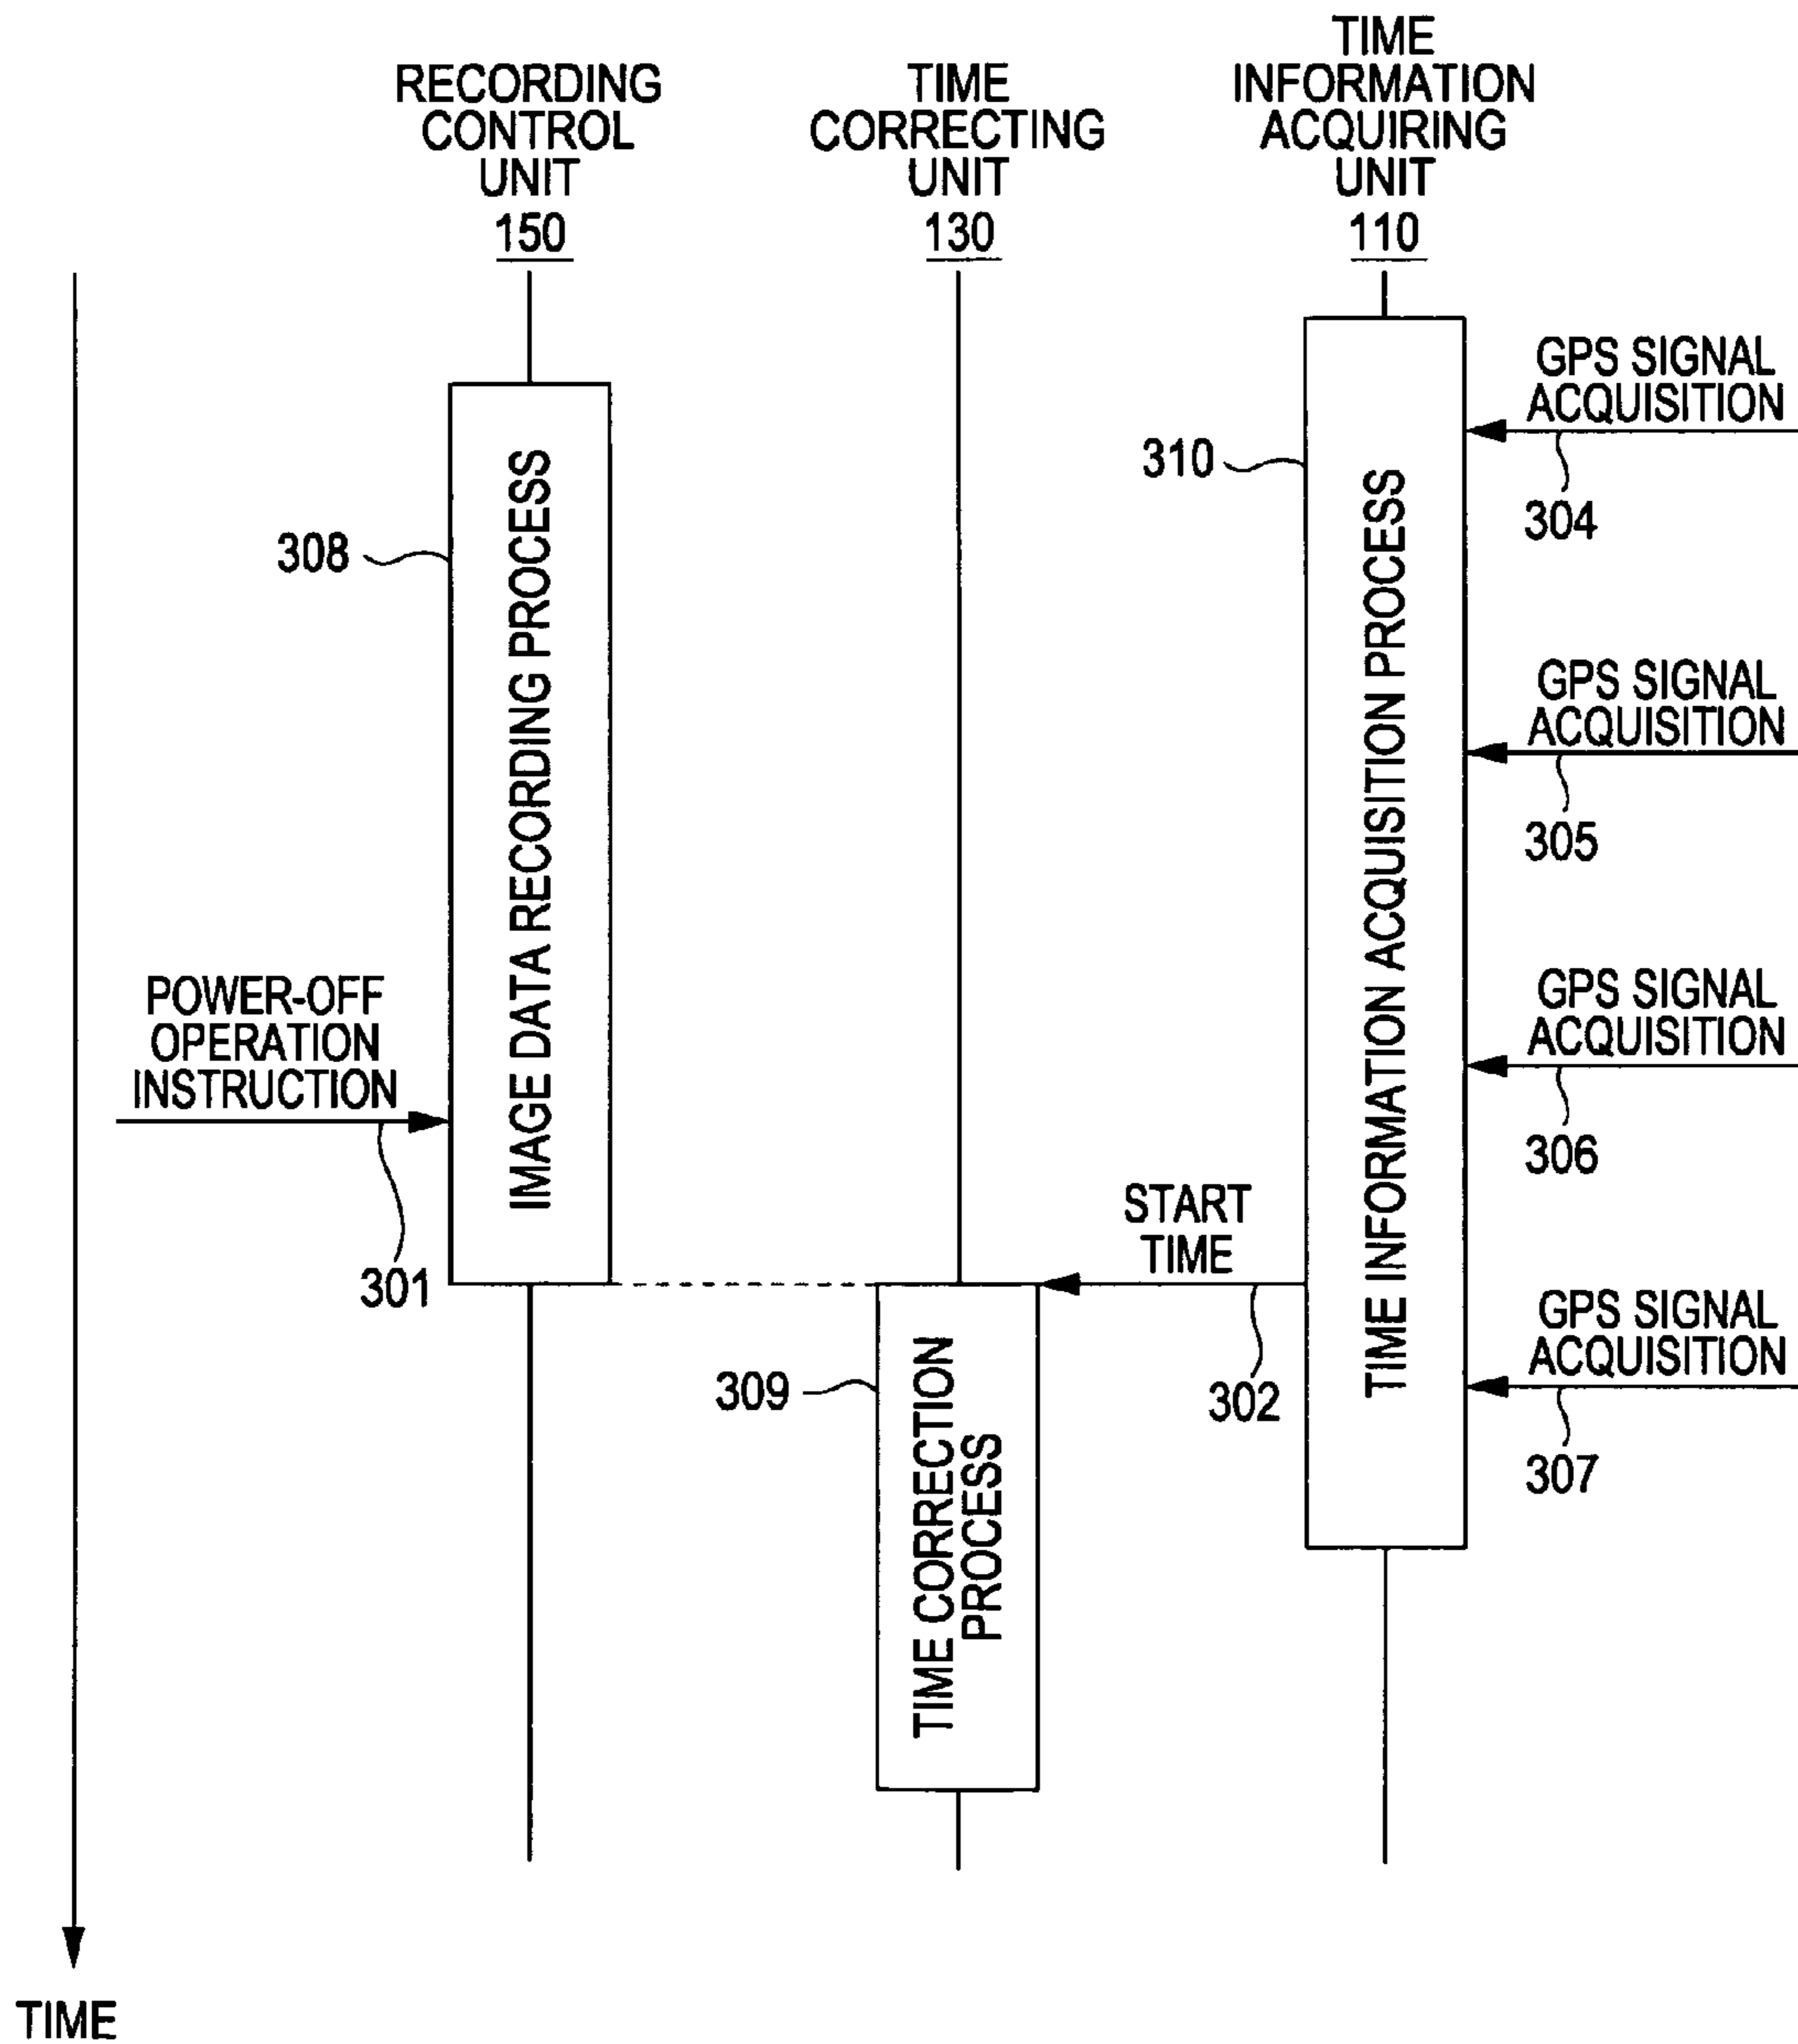 RECORDING
CONTROL
UNIT
150
TIME
CORRECTING
UNIT
130
TIME
INFORMATION
ACQUIRING
UNIT
110
GPS SIGNAL
ACQUISITION
304
310
308
IMAGE DATA RECORDING PROCESS
TIME INFORMATION ACQUISITION PROCESS
GPS SIGNAL
ACQUISITION
305
POWER-OFF
OPERATION
INSTRUCTION
301
GPS SIGNAL
ACQUISITION
306
START
TIME
302
309
TIME CORRECTION
PROCESS
GPS SIGNAL
ACQUISITION
307
TIME